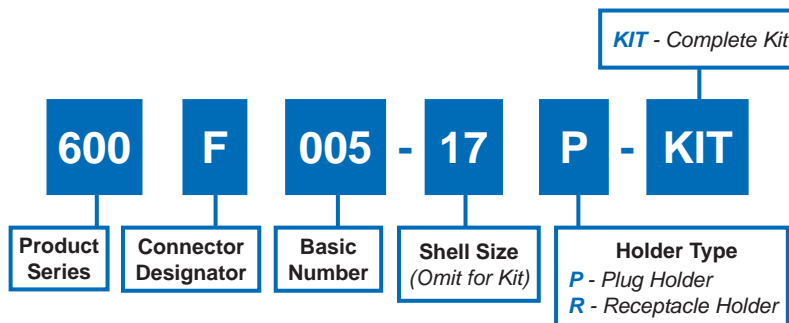 KIT - Complete Kit
600 F 005 - 17 P - KIT
Product
Series
Connector
Designator
Basic
Number
Shell Size
(Omit for Kit)
Holder Type
P - Plug Holder
R - Receptacle Holder